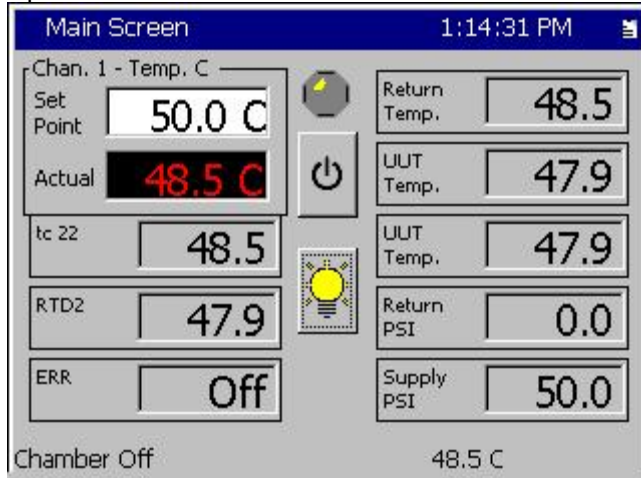 Main Screen 1:14:31 PM
Chan. 1 - Temp. C
Set
Point
50.0 C
Actual 48.5 C
tc 22
48.5
RTD2
47.9
ERR
Off
Return
Temp.
48.5
UUT
Temp.
47.9
UUT
Temp.
47.9
Return
PSI
0.0
Supply
PSI
50.0
Chamber Off 48.5 C